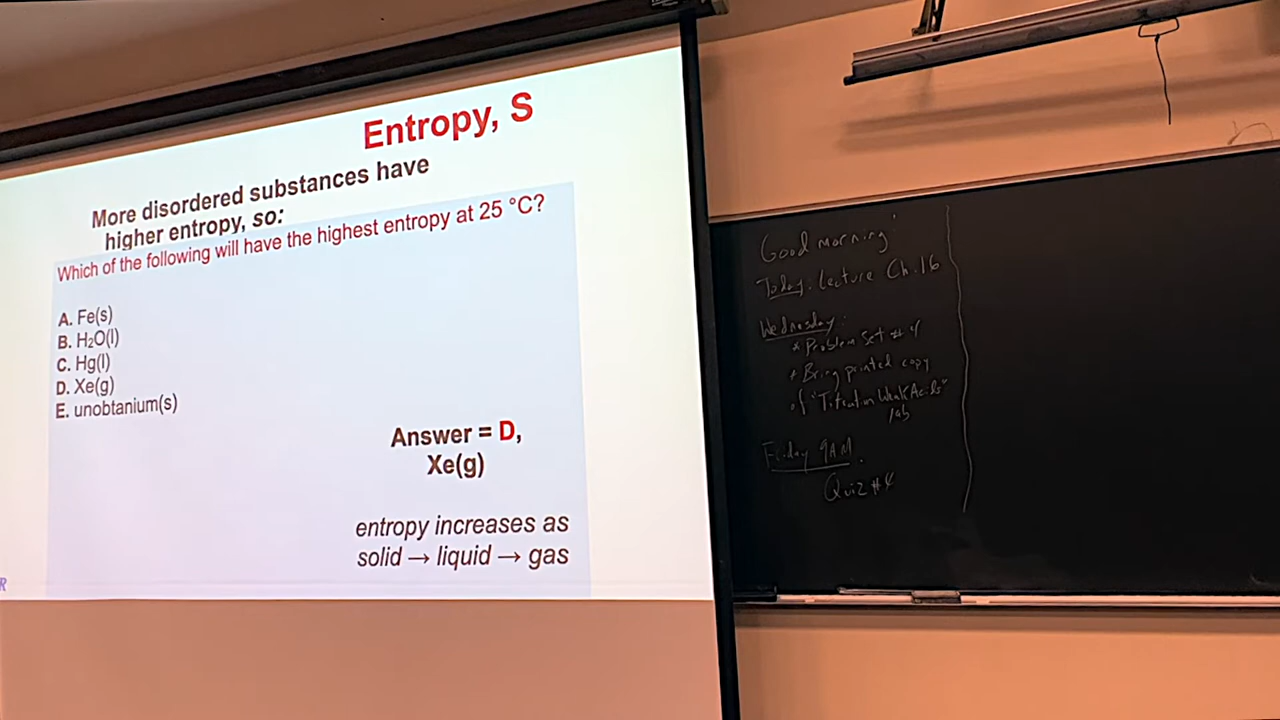 Entropy, S
More disordered substances have
higher entropy, so:
Which of the following will have the highest entropy at 25 °C?
A. Fe(s)
B. H₂O(l)
C. Hg(l)
D. Xe(g)
E. unobtanium(s)
Answer = D,
Xe(g)
entropy increases as
solid → liquid → gas
R
Good morning
Today: Lecture Ch. 16
Wednesday:
* Problem Set # 4
* Bring printed copy
of "Titration Weak Acids"
lab
Friday 9AM
Quiz #4